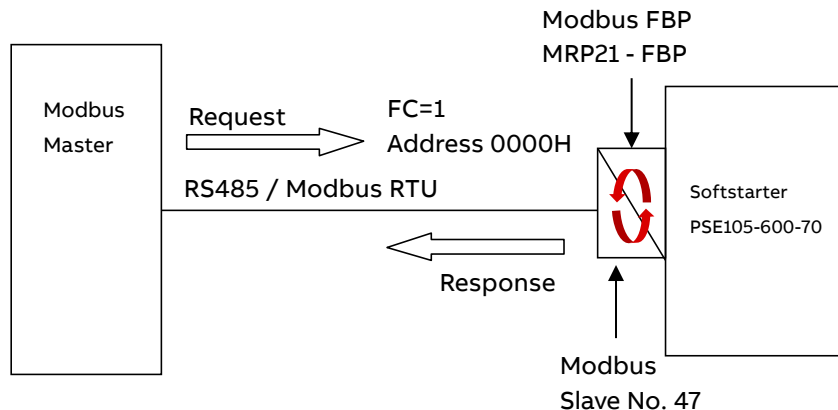 Modbus FBP
MRP21 - FBP
Modbus
Master
Request
FC=1
Address 0000H
RS485 / Modbus RTU
Softstarter
PSE105-600-70
Response
Modbus
Slave No. 47